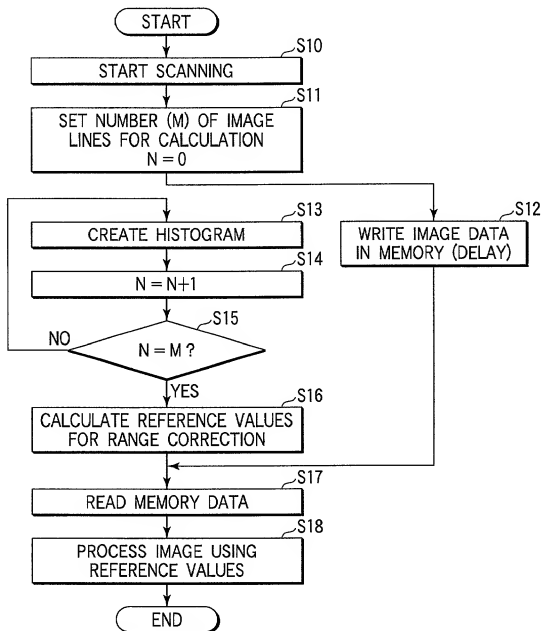 START
S10
START SCANNING
S11
SET NUMBER (M) OF IMAGE
LINES FOR CALCULATION
N = 0
S12
WRITE IMAGE DATA
IN MEMORY (DELAY)
S13
CREATE HISTOGRAM
S14
N = N+1
S15
N = M ?
NO
YES
S16
CALCULATE REFERENCE VALUES
FOR RANGE CORRECTION
S17
READ MEMORY DATA
S18
PROCESS IMAGE USING
REFERENCE VALUES
END